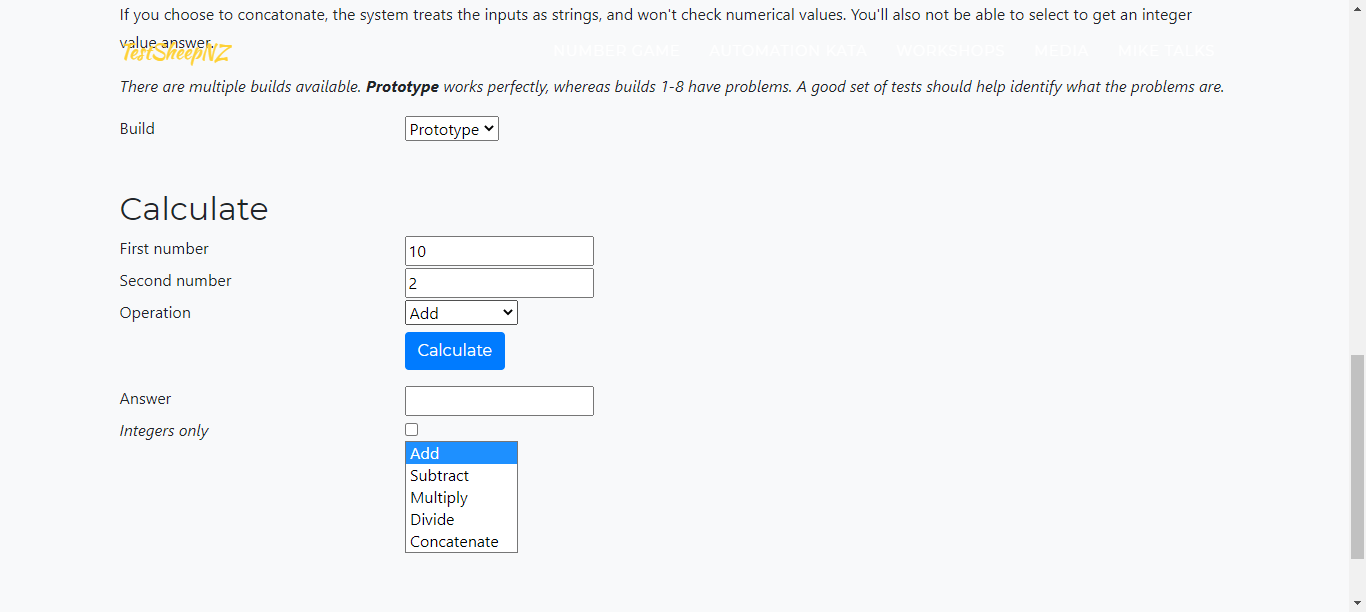 If you choose to concatonate, the system treats the inputs as strings, and won't check numerical values. You'll also not be able to select to get an integer
value answer.
TestSheepNZ NUMBER GAME AUTOMATION KATA WORKSHOPS MEDIA MIKE TALKS
There are multiple builds available. Prototype works perfectly, whereas builds 1-8 have problems. A good set of tests should help identify what the problems are.
Build Prototype
Calculate
First number 10
Second number 2
Operation Add
Calculate
Answer
Integers only
Add
Subtract
Multiply
Divide
Concatenate